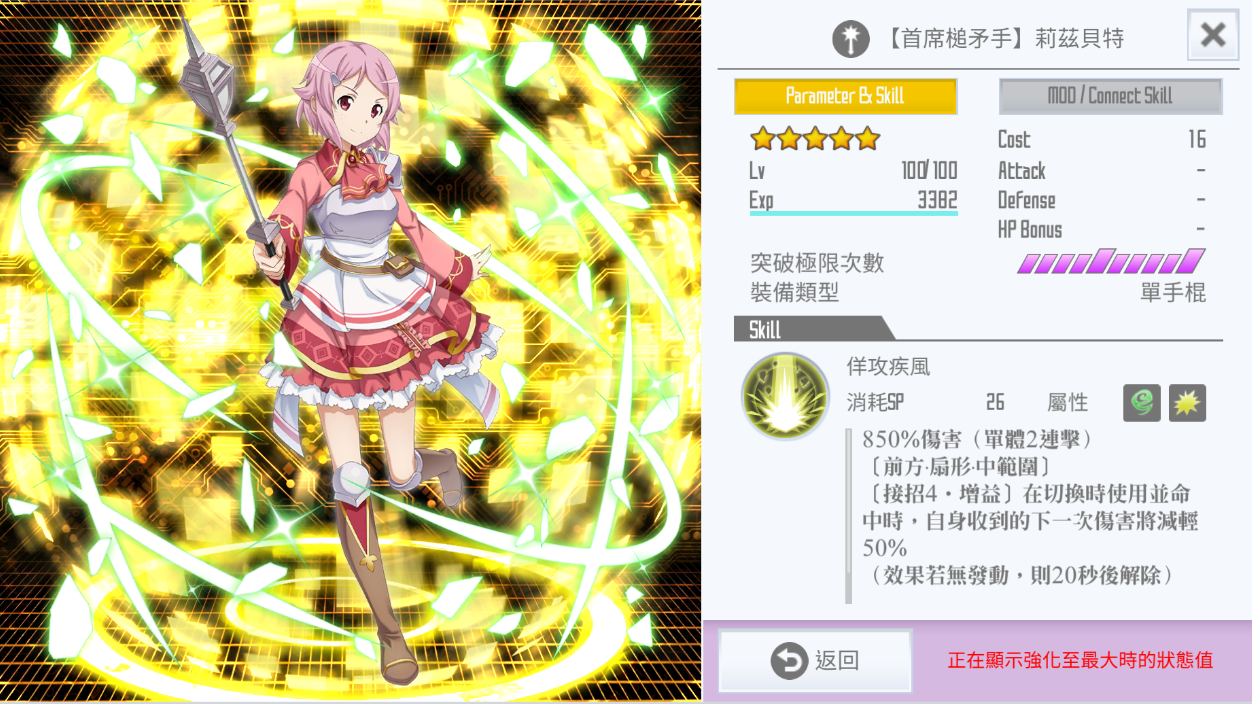 【首席槌矛手】莉茲貝特
Parameter & Skill
MOD / Connect Skill
Lv 100/100
Exp 3382
Cost 16
Attack -
Defense -
HP Bonus -
突破極限次數
裝備類型 單手棍
Skill
佯攻疾風
消耗SP 26 屬性
850%傷害（單體2連擊）
〔前方·扇形·中範圍〕
〔接招4・增益〕在切換時使用並命
中時，自身收到的下一次傷害將減輕
50%
（效果若無發動，則20秒後解除）
返回
正在顯示強化至最大時的狀態值